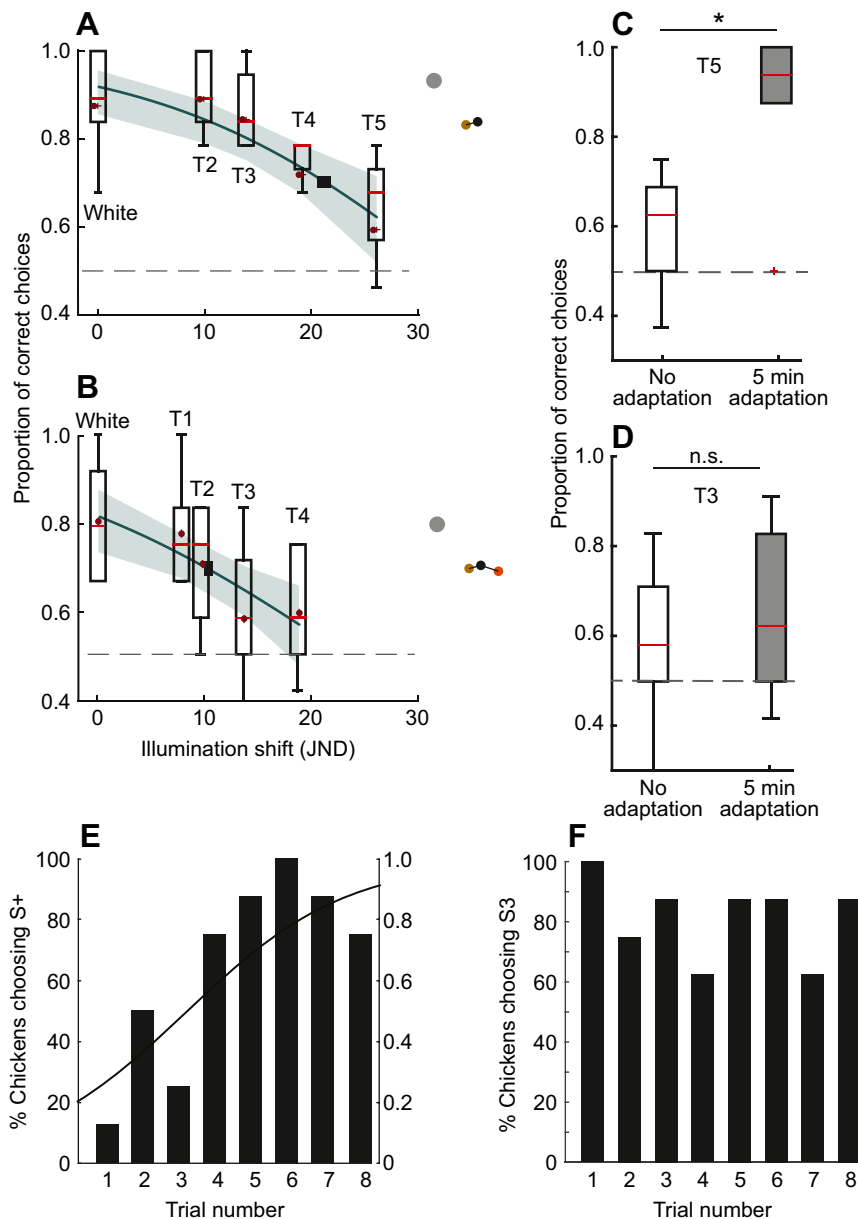 A
Proportion of correct choices
1.0
0.8
0.6
0.4
White
T2
T3
T4
T5
0
10
20
30
B
White
T1
T2
T3
T4
1.0
0.8
0.6
0.4
0
10
20
30
Illumination shift (JND)
C
*
T5
Proportion of correct choices
1.0
0.8
0.6
0.4
No adaptation
5 min adaptation
D
n.s.
T3
1.0
0.8
0.6
0.4
No adaptation
5 min adaptation
E
% Chickens choosing S+
100
80
60
40
20
0
1.0
0.8
0.6
0.4
0.2
0
1 2 3 4 5 6 7 8
Trial number
F
% Chickens choosing S3
100
80
60
40
20
0
1 2 3 4 5 6 7 8
Trial number